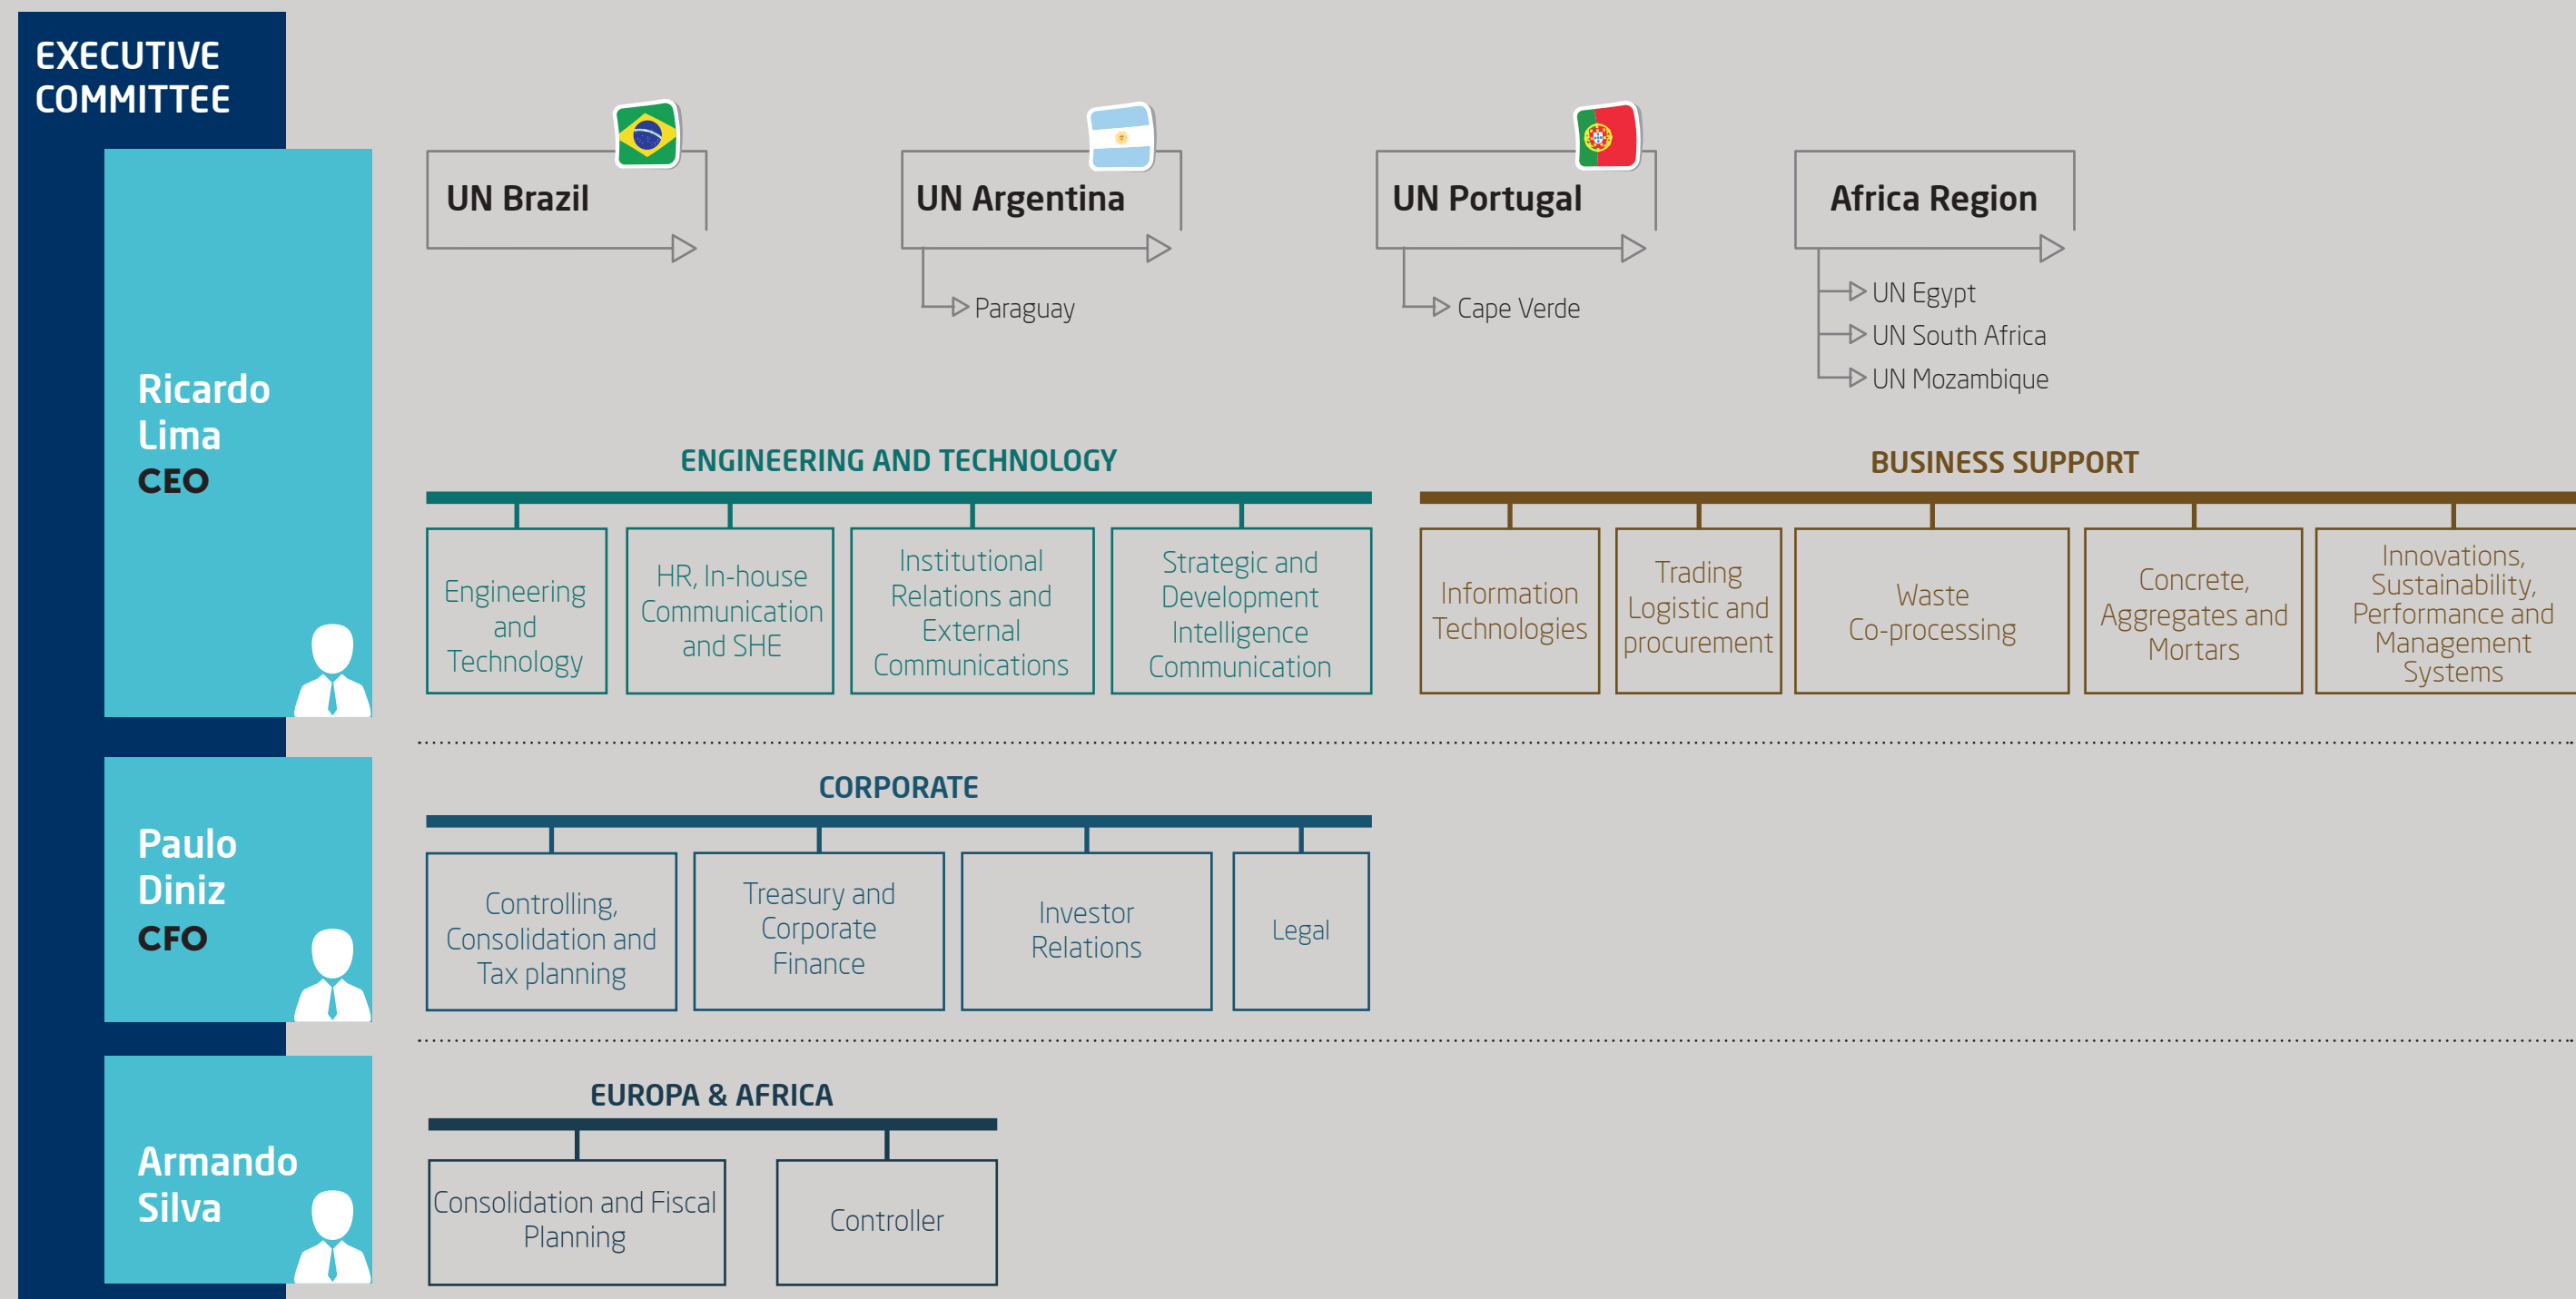 EXECUTIVE
COMMITTEE
Ricardo
Lima
CEO
UN Brazil
UN Argentina
Paraguay
UN Portugal
Cape Verde
Africa Region
UN Egypt
UN South Africa
UN Mozambique
ENGINEERING AND TECHNOLOGY
Engineering
and
Technology
HR, In-house
Communication
and SHE
Institutional
Relations and
External
Communications
Strategic and
Development
Intelligence
Communication
BUSINESS SUPPORT
Information
Technologies
Trading
Logistic and
procurement
Waste
Co-processing
Concrete,
Aggregates and
Mortars
Innovations,
Sustainability,
Performance and
Management
Systems
Paulo
Diniz
CFO
CORPORATE
Controlling,
Consolidation and
Tax planning
Treasury and
Corporate
Finance
Investor
Relations
Legal
Armando
Silva
EUROPA & AFRICA
Consolidation and Fiscal
Planning
Controller